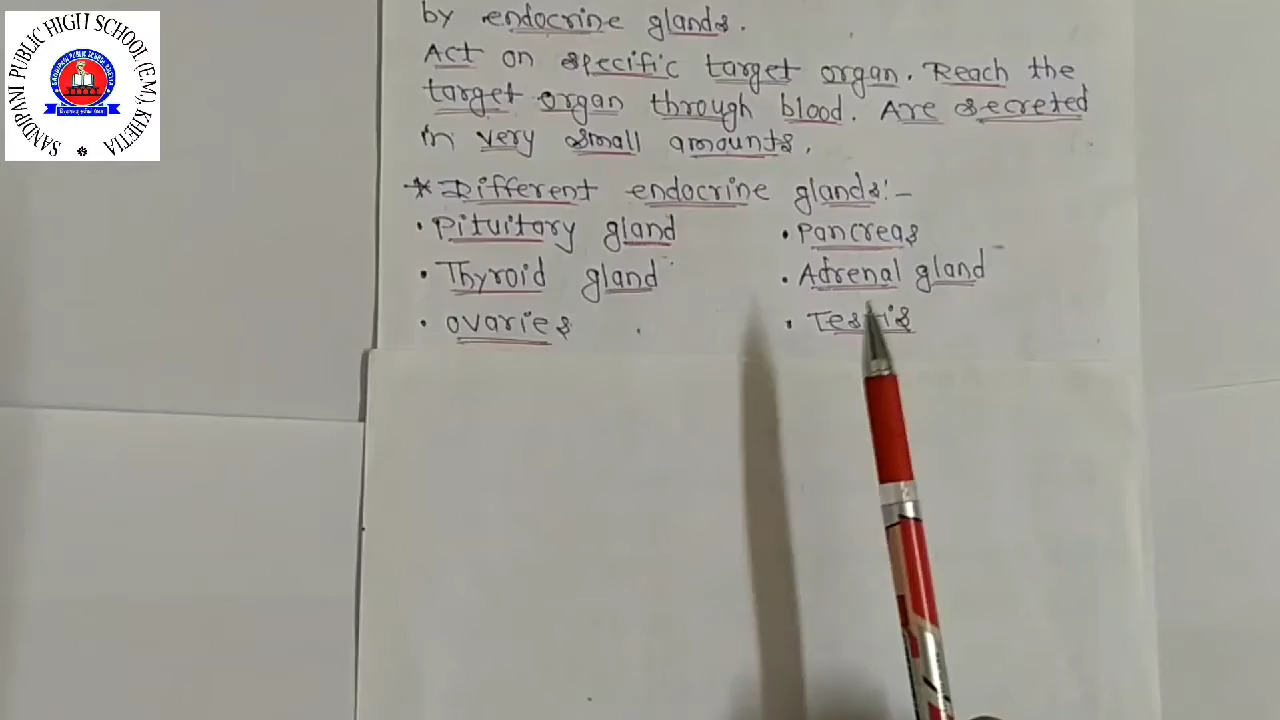 SANDIPANI PUBLIC HIGH SCHOOL (E.M), KHETIA
by endocrine glands.
Act on specific target organ. Reach the
target organ through blood. Are secreted
in very small amounts.
* Different endocrine glands:-
• Pituitary gland • Pancreas
• Thyroid gland • Adrenal gland
• Ovaries • Testis